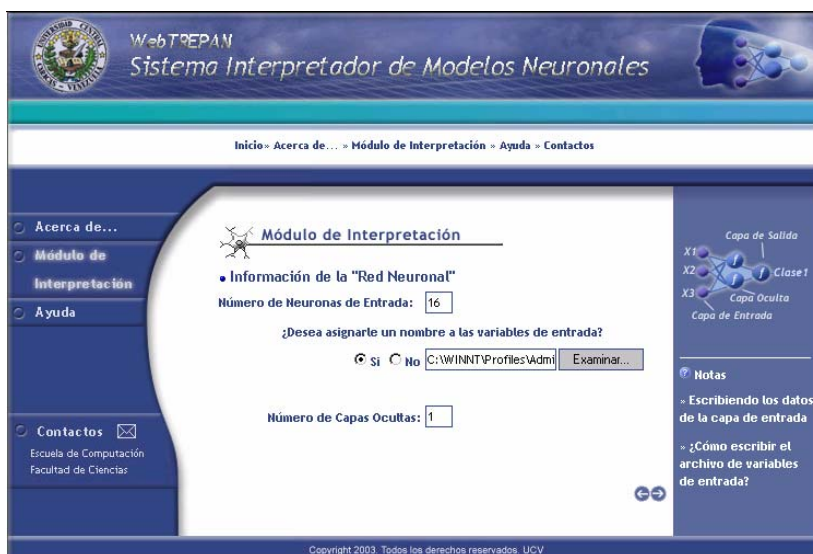 WebTREPAN
Sistema Interpretador de Modelos Neuronales
Inicio» Acerca de... » Módulo de Interpretación » Ayuda » Contactos
Acerca de...
Módulo de
Interpretación
Ayuda
Contactos
Escuela de Computación
Facultad de Ciencias
Módulo de Interpretación
Información de la "Red Neuronal"
Número de Neuronas de Entrada: 16
¿Desea asignarle un nombre a las variables de entrada?
Si No C:\WINNT\Profiles\Admi Examinar...
Número de Capas Ocultas: 1
Capa de Salida
X1
X2
Clase1
X3
Capa Oculta
Capa de Entrada
Notas
» Escribiendo los datos
de la capa de entrada
» ¿Cómo escribir el
archivo de variables
de entrada?
Copyright 2003. Todos los derechos reservados. UCV